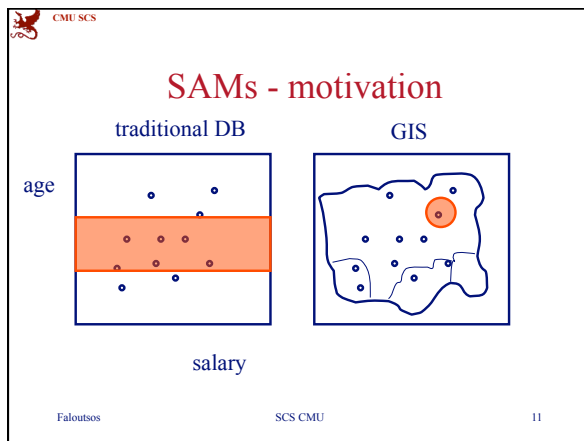 CMU SCS
SAMs - motivation
traditional DB
GIS
age
salary
Faloutsos
SCS CMU
11